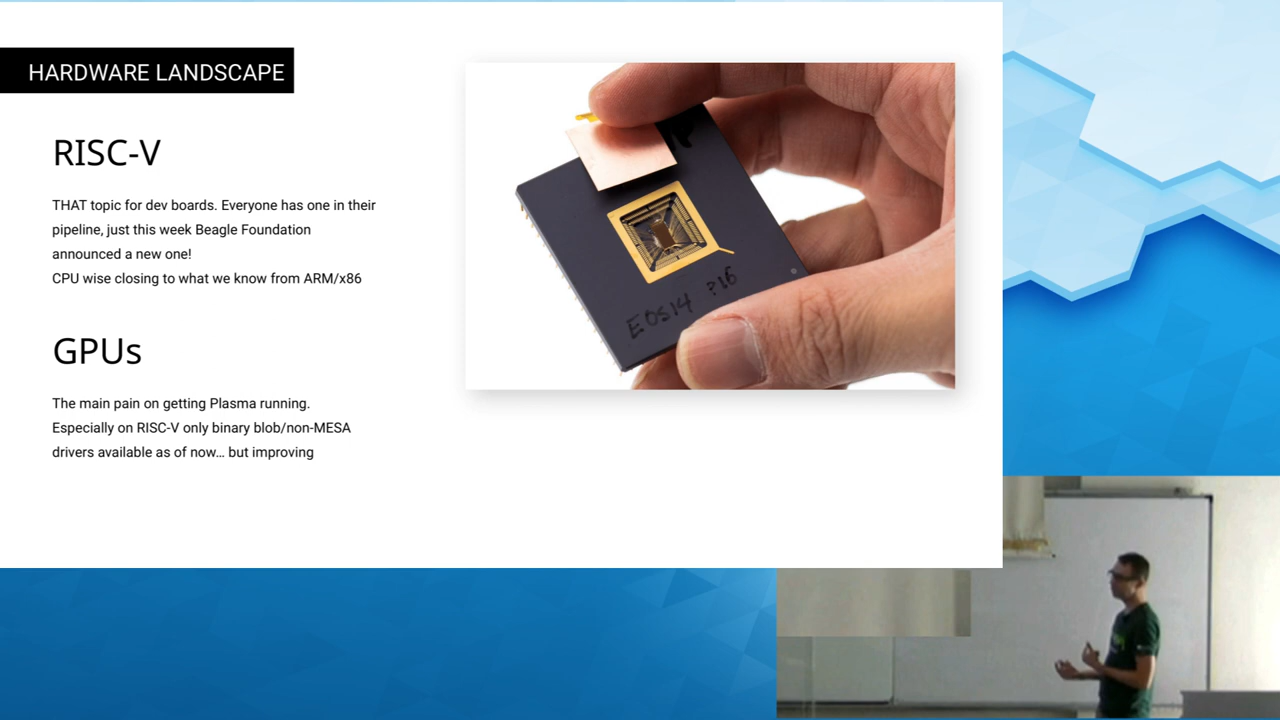 HARDWARE LANDSCAPE
RISC-V
THAT topic for dev boards. Everyone has one in their
pipeline, just this week Beagle Foundation
announced a new one!
CPU wise closing to what we know from ARM/x86
GPUs
The main pain on getting Plasma running.
Especially on RISC-V only binary blob/non-MESA
drivers available as of now... but improving
EOS14 ?16